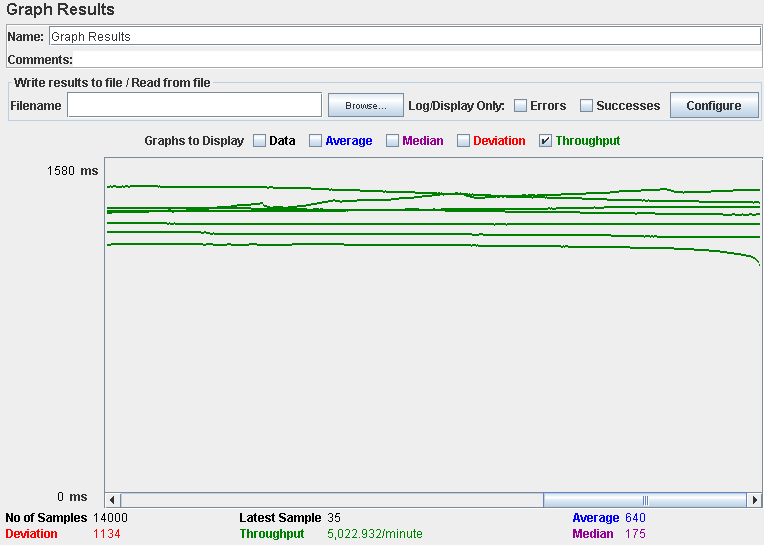 Graph Results
Name: Graph Results
Comments:
Write results to file / Read from file
Filename Browse... Log/Display Only: Errors Successes Configure
Graphs to Display Data Average Median Deviation Throughput
1580 ms
0 ms
No of Samples 14000 Latest Sample 35 Average 640
Deviation 1134 Throughput 5,022.932/minute Median 175